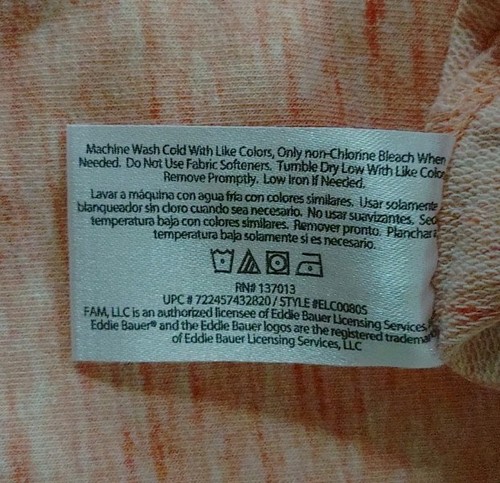 Machine Wash Cold With Like Colors, Only non-Chlorine Bleach When
Needed. Do Not Use Fabric Softeners. Tumble Dry Low With Like Color
Remove Promptly. Low Iron If Needed.
Lavar a máquina con agua fría con colores similares. Usar solamente
blanqueador sin cloro cuando sea necesario. No usar suavizantes. Sec
temperatura baja con colores similares. Remover pronto. Planchar a
temperatura baja solamente si es necesario.
RN# 137013
UPC # 722457432820 / STYLE #ELC0080S
FAM, LLC is an authorized licensee of Eddie Bauer Licensing Services,
Eddie Bauer® and the Eddie Bauer logos are the registered tradema
of Eddie Bauer Licensing Services, LLC